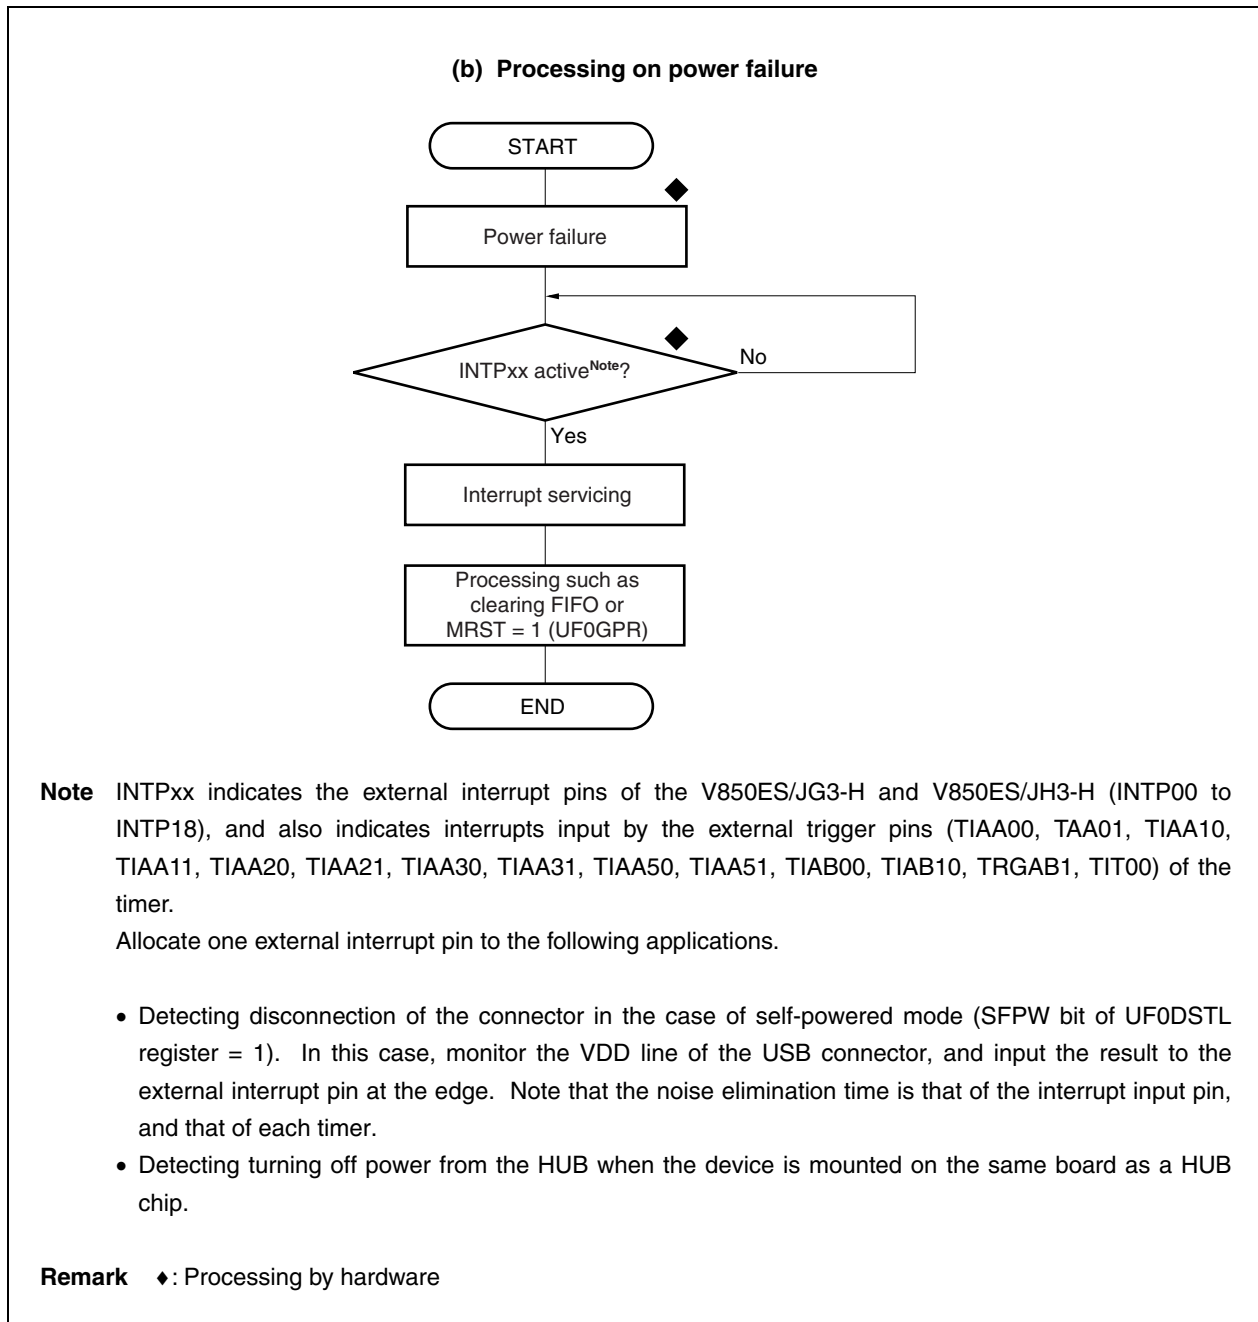 (b) Processing on power failure
START
◆
Power failure
◆
INTPxx active^Note?
No
Yes
Interrupt servicing
Processing such as
clearing FIFO or
MRST = 1 (UF0GPR)
END
Note INTPxx indicates the external interrupt pins of the V850ES/JG3-H and V850ES/JH3-H (INTP00 to
INTP18), and also indicates interrupts input by the external trigger pins (TIAA00, TAA01, TIAA10,
TIAA11, TIAA20, TIAA21, TIAA30, TIAA31, TIAA50, TIAA51, TIAB00, TIAB10, TRGAB1, TIT00) of the
timer.
Allocate one external interrupt pin to the following applications.
• Detecting disconnection of the connector in the case of self-powered mode (SFPW bit of UF0DSTL
register = 1). In this case, monitor the VDD line of the USB connector, and input the result to the
external interrupt pin at the edge. Note that the noise elimination time is that of the interrupt input pin,
and that of each timer.
• Detecting turning off power from the HUB when the device is mounted on the same board as a HUB
chip.
Remark ♦: Processing by hardware